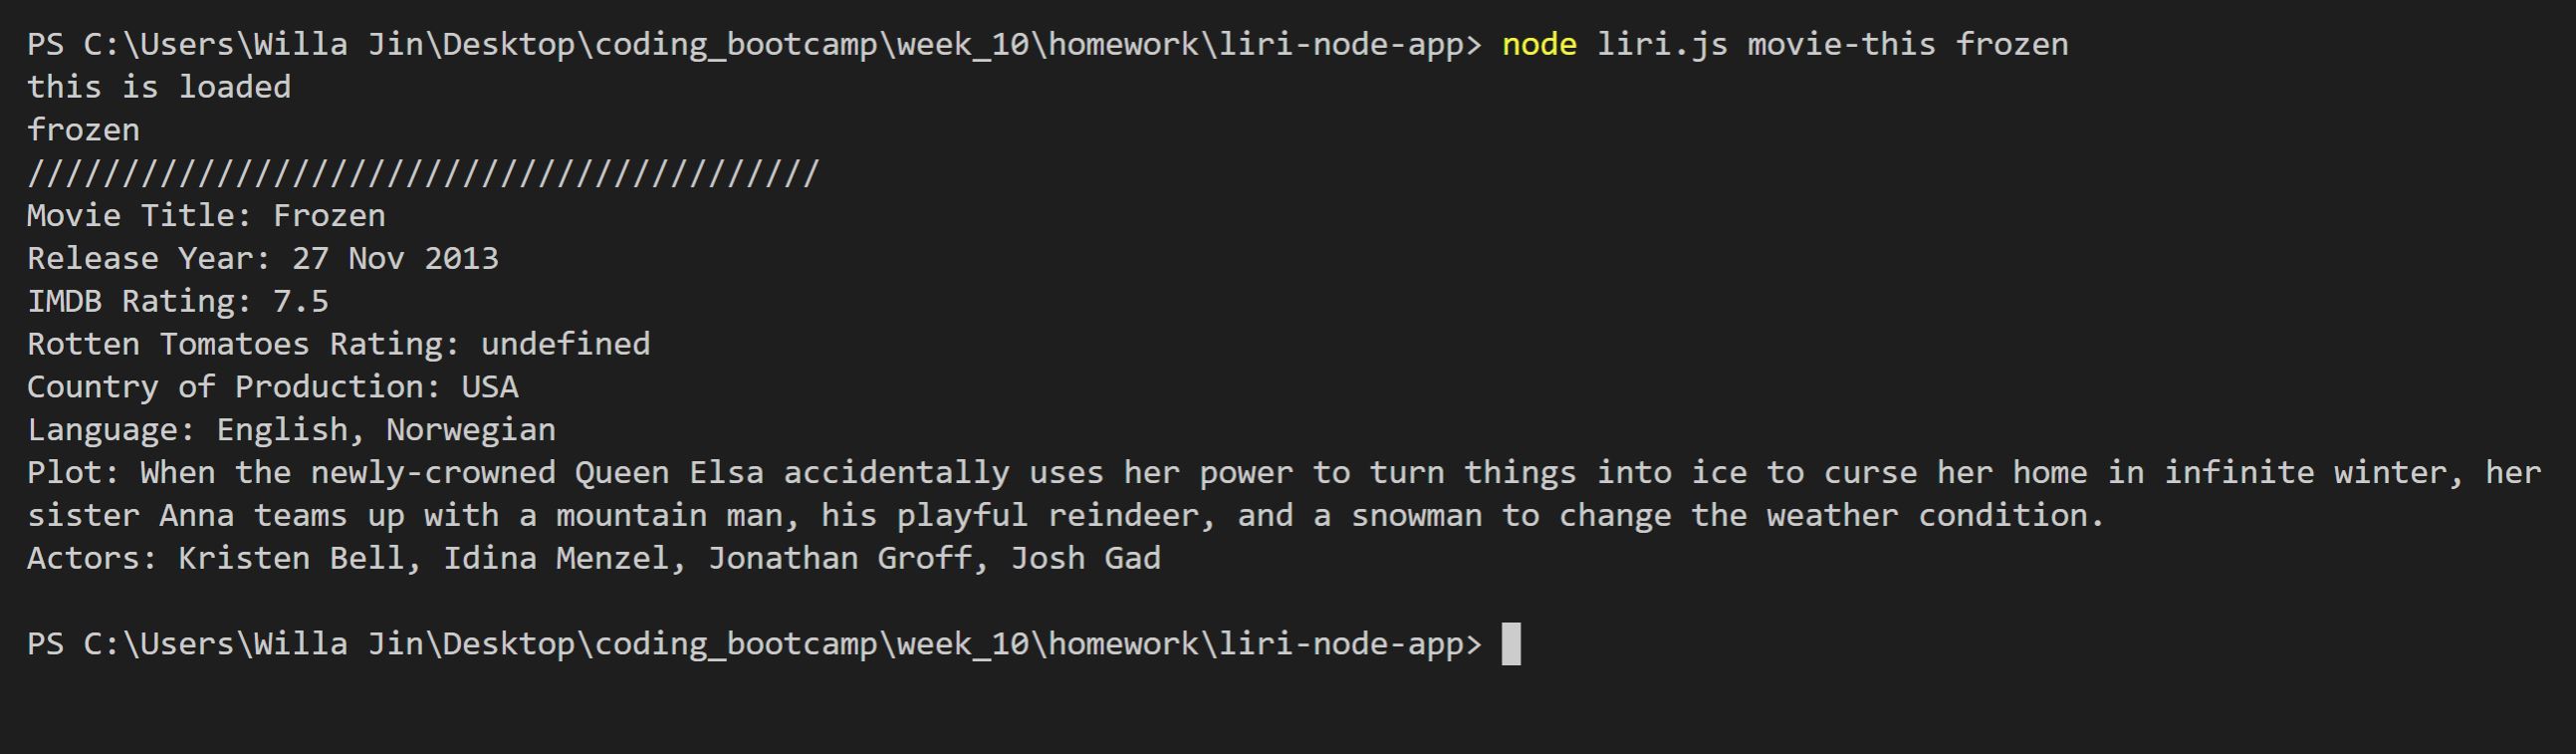 PS C:\Users\Willa Jin\Desktop\coding_bootcamp\week_10\homework\liri-node-app> node liri.js movie-this frozen
this is loaded
frozen
//////////////////////////////////////////
Movie Title: Frozen
Release Year: 27 Nov 2013
IMDB Rating: 7.5
Rotten Tomatoes Rating: undefined
Country of Production: USA
Language: English, Norwegian
Plot: When the newly-crowned Queen Elsa accidentally uses her power to turn things into ice to curse her home in infinite winter, her
sister Anna teams up with a mountain man, his playful reindeer, and a snowman to change the weather condition.
Actors: Kristen Bell, Idina Menzel, Jonathan Groff, Josh Gad
PS C:\Users\Willa Jin\Desktop\coding_bootcamp\week_10\homework\liri-node-app>